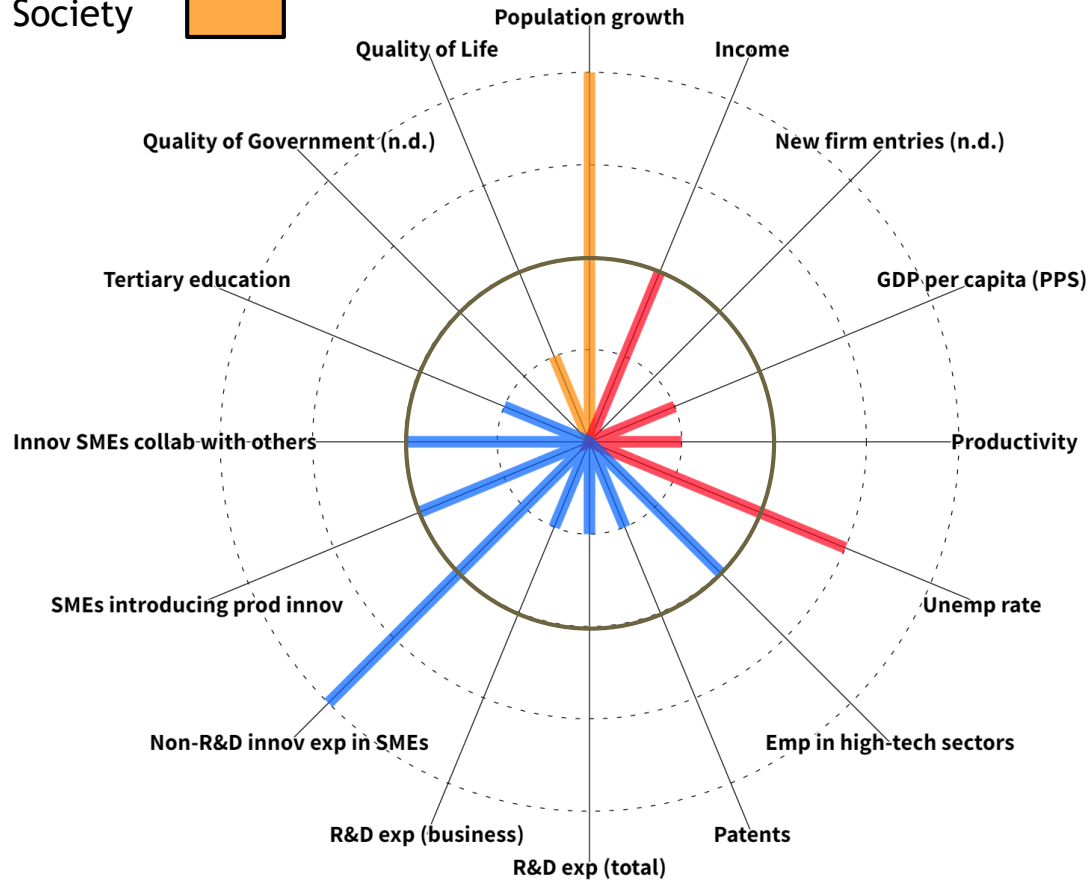 Society
Population growth
Quality of Life
Income
Quality of Government (n.d.)
New firm entries (n.d.)
Tertiary education
GDP per capita (PPS)
Innov SMEs collab with others
Productivity
SMEs introducing prod innov
Unemp rate
Non-R&D innov exp in SMEs
Emp in high-tech sectors
R&D exp (business)
Patents
R&D exp (total)